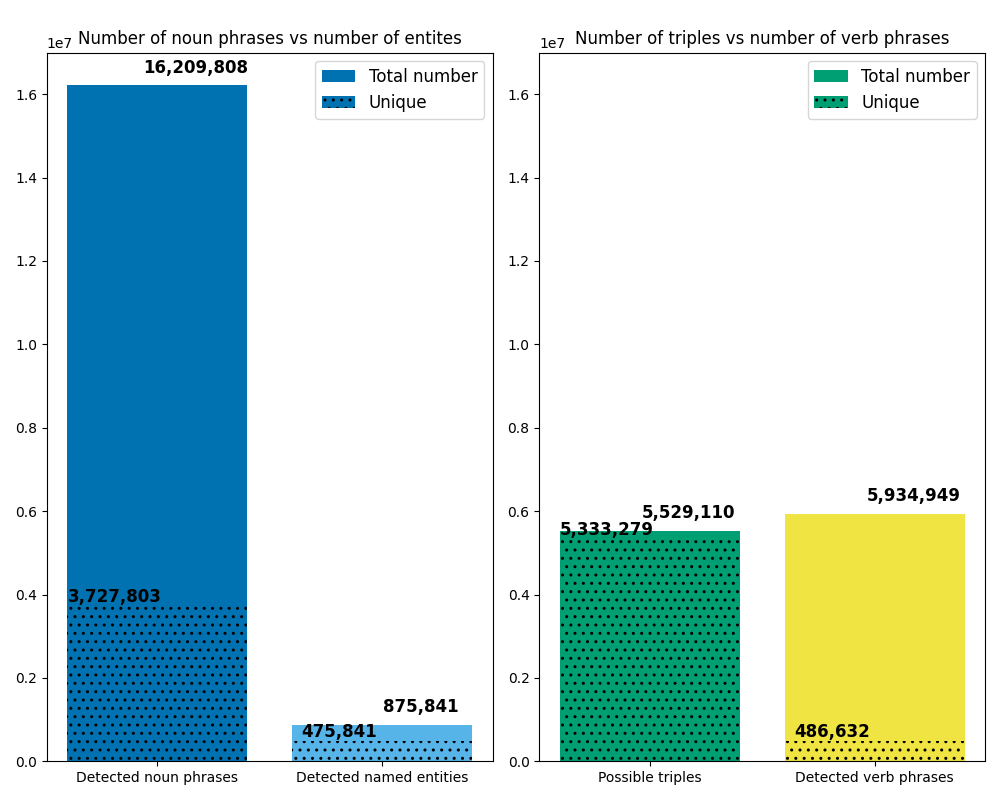 Number of noun phrases vs number of entites
1e7
16,209,808
Total number
Unique
1.6
1.4
1.2
1.0
0.8
0.6
0.4
0.2
0.0
3,727,803
875,841
475,841
Detected noun phrases
Detected named entities
Number of triples vs number of verb phrases
1e7
Total number
Unique
1.6
1.4
1.2
1.0
0.8
0.6
0.4
0.2
0.0
5,934,949
5,529,110
5,333,279
486,632
Possible triples
Detected verb phrases